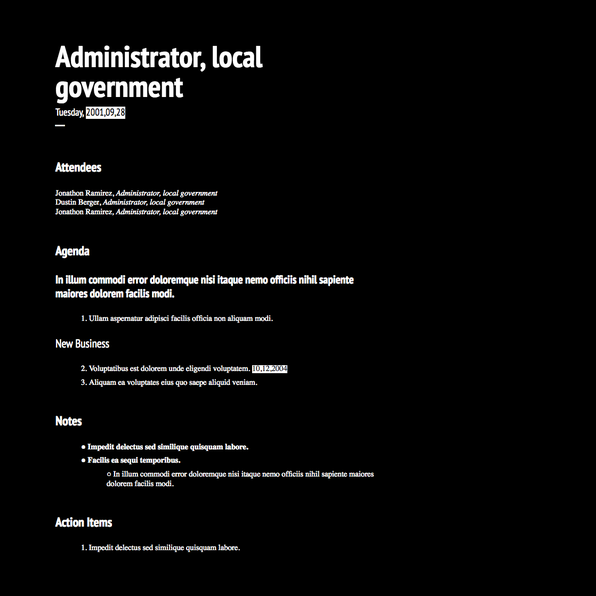 Administrator, local
government
Tuesday, 2001,09,28
Attendees
Jonathon Ramirez, Administrator, local government
Dustin Berger, Administrator, local government
Jonathon Ramirez, Administrator, local government
Agenda
In illum commodi error doloremque nisi itaque nemo officiis nihil sapiente
maiores dolorem facilis modi.
1. Ullam aspernatur adipisci facilis officia non aliquam modi.
New Business
2. Voluptatibus est dolorem unde eligendi voluptatem. 10,12,2004
3. Aliquam ea voluptates eius quo saepe aliquid veniam.
Notes
● Impedit delectus sed similique quisquam labore.
● Facilis ea sequi temporibus.
○ In illum commodi error doloremque nisi itaque nemo officiis nihil sapiente maiores
dolorem facilis modi.
Action Items
1. Impedit delectus sed similique quisquam labore.